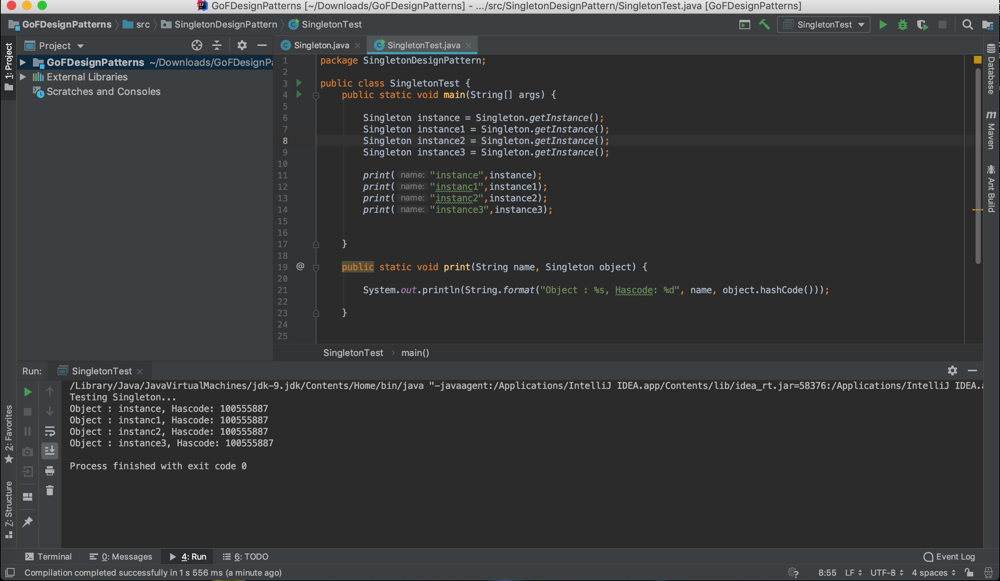 GoFDesignPatterns [~/Downloads/GoFDesignPatterns] - .../src/SingletonDesignPattern/SingletonTest.java [GoFDesignPatterns]
GoFDesignPatterns src SingletonDesignPattern SingletonTest SingletonTest
1: Project
Project
GoFDesignPatterns ~/Downloads/GoFDesignPa
External Libraries
Scratches and Consoles
Singleton.java SingletonTest.java
1 package SingletonDesignPattern;
2
3 public class SingletonTest {
4 public static void main(String[] args) {
5
6 Singleton instance = Singleton.getInstance();
7 Singleton instance1 = Singleton.getInstance();
8 Singleton instance2 = Singleton.getInstance();
9 Singleton instance3 = Singleton.getInstance();
10
11 print( name: "instance",instance);
12 print( name: "instanc1",instance1);
13 print( name: "instanc2",instance2);
14 print( name: "instance3",instance3);
15
16
17 }
18
19 @ public static void print(String name, Singleton object) {
20
21 System.out.println(String.format("Object : %s, Hascode: %d", name, object.hashCode()));
22
23 }
24
25
SingletonTest › main()
Database
m Maven
Ant Build
Run: SingletonTest
/Library/Java/JavaVirtualMachines/jdk-9.jdk/Contents/Home/bin/java "-javaagent:/Applications/IntelliJ IDEA.app/Contents/lib/idea_rt.jar=58376:/Applications/IntelliJ IDEA.a
Testing Singleton...
Object : instance, Hascode: 100555887
Object : instanc1, Hascode: 100555887
Object : instanc2, Hascode: 100555887
Object : instance3, Hascode: 100555887
Process finished with exit code 0
2: Favorites
7: Structure
Terminal 0: Messages 4: Run 6: TODO Event Log
Compilation completed successfully in 1 s 556 ms (a minute ago) 8:55 LF UTF-8 4 spaces